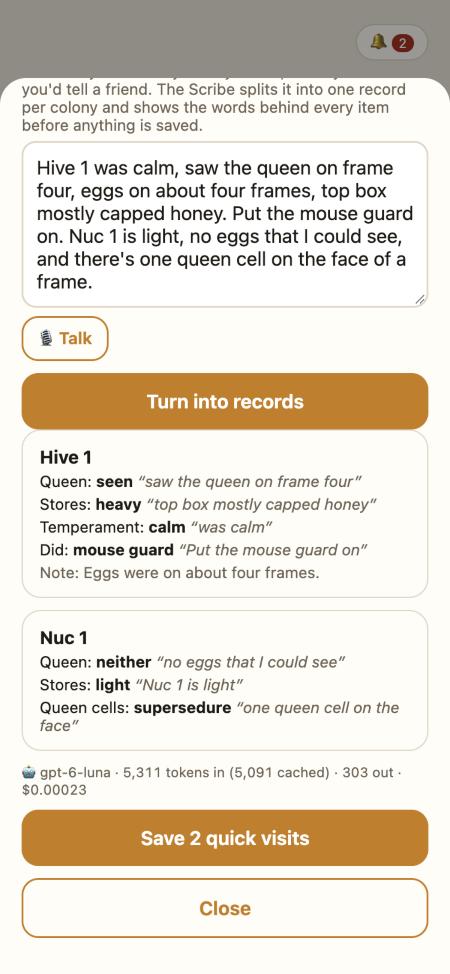 2
you'd tell a friend. The Scribe splits it into one record
per colony and shows the words behind every item
before anything is saved.
Hive 1 was calm, saw the queen on frame
four, eggs on about four frames, top box
mostly capped honey. Put the mouse guard
on. Nuc 1 is light, no eggs that I could see,
and there's one queen cell on the face of a
frame.
Talk
Turn into records
Hive 1
Queen: seen “saw the queen on frame four”
Stores: heavy “top box mostly capped honey”
Temperament: calm “was calm”
Did: mouse guard “Put the mouse guard on”
Note: Eggs were on about four frames.
Nuc 1
Queen: neither “no eggs that I could see”
Stores: light “Nuc 1 is light”
Queen cells: supersedure “one queen cell on the
face”
gpt-6-luna · 5,311 tokens in (5,091 cached) · 303 out ·
$0.00023
Save 2 quick visits
Close